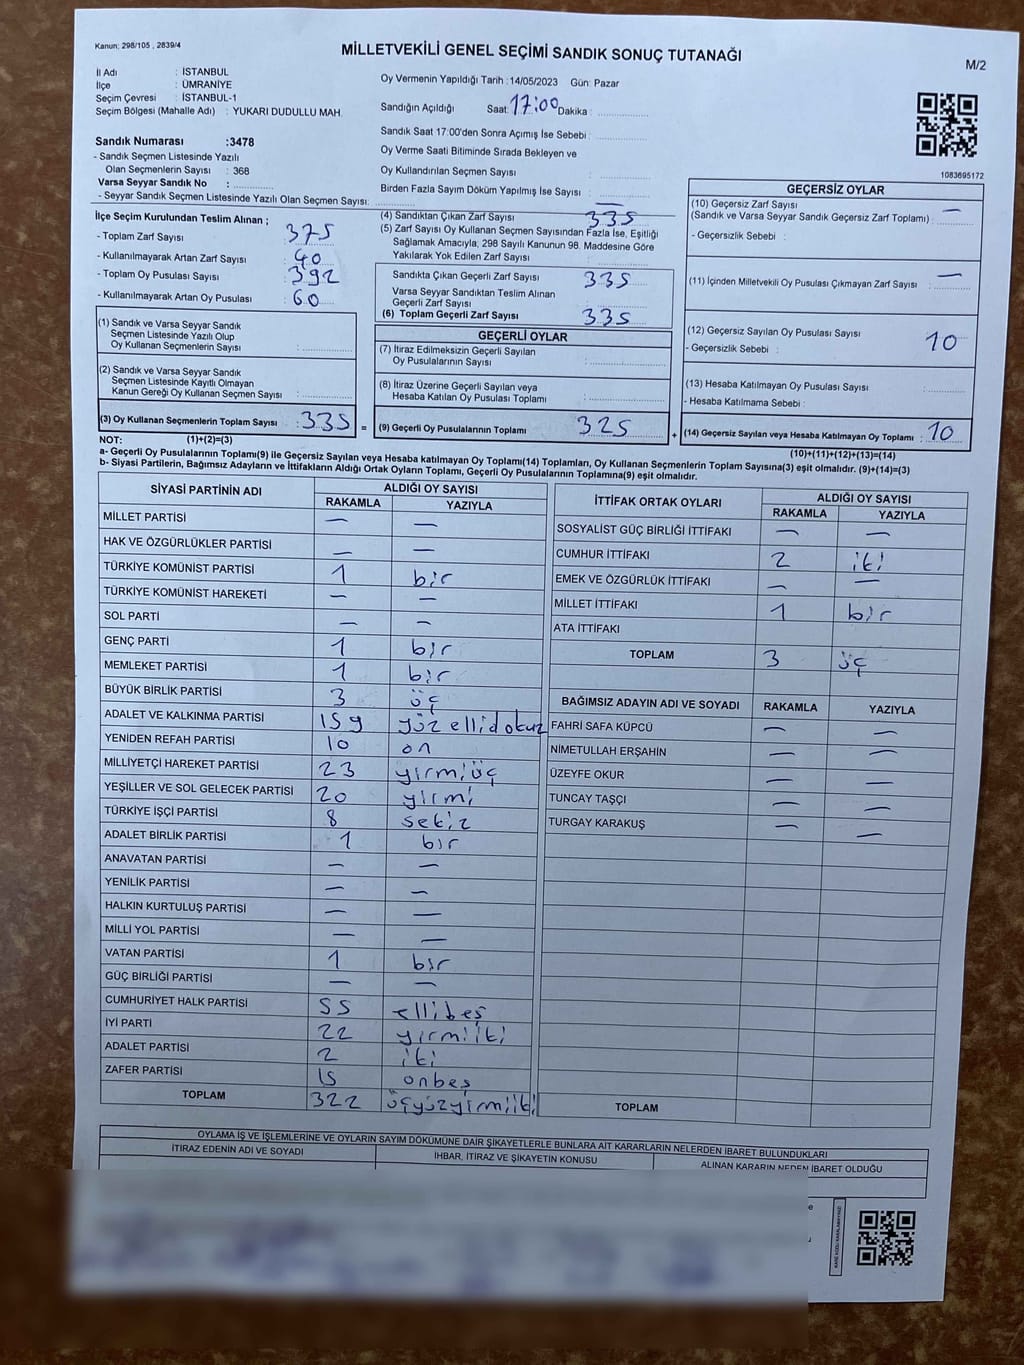 Kanun: 298/105 , 2839/4
MİLLETVEKİLİ GENEL SEÇİMİ SANDIK SONUÇ TUTANAĞI
M/2
İl Adı : İSTANBUL
İlçe : ÜMRANİYE
Seçim Çevresi : İSTANBUL-1
Seçim Bölgesi (Mahalle Adı) : YUKARI DUDULLU MAH.
Oy Vermenin Yapıldığı Tarih :14/05/2023 Gün: Pazar
Sandığın Açıldığı Saat: 17:00 Dakika :
Sandık Saat 17:00'den Sonra Açımış İse Sebebi :
Oy Verme Saati Bitiminde Sırada Bekleyen ve
Oy Kullandırılan Seçmen Sayısı :
Birden Fazla Sayım Döküm Yapılmış İse Sayısı : —
1083695172
Sandık Numarası :3478
- Sandık Seçmen Listesinde Yazılı
Olan Seçmenlerin Sayısı : 368
Varsa Seyyar Sandık No :
- Seyyar Sandık Seçmen Listesinde Yazılı Olan Seçmen Sayısı:
İlçe Seçim Kurulundan Teslim Alınan ;
- Toplam Zarf Sayısı : 375
- Kullanılmayarak Artan Zarf Sayısı : 40
- Toplam Oy Pusulası Sayısı : 392
- Kullanılmayarak Artan Oy Pusulası : 60
(1) Sandık ve Varsa Seyyar Sandık
Seçmen Listesinde Yazılı Olup
Oy Kullanan Seçmenlerin Sayısı :
(2) Sandık ve Varsa Seyyar Sandık
Seçmen Listesinde Kayıtlı Olmayan
Kanun Gereği Oy Kullanan Seçmen Sayısı :
(3) Oy Kullanan Seçmenlerin Toplam Sayısı : 335 =
(4) Sandıktan Çıkan Zarf Sayısı : 335
(5) Zarf Sayısı Oy Kullanan Seçmen Sayısından Fazla İse, Eşitliği
Sağlamak Amacıyla, 298 Sayılı Kanunun 98. Maddesine Göre
Yakılarak Yok Edilen Zarf Sayısı :
Sandıkta Çıkan Geçerli Zarf Sayısı : 335
Varsa Seyyar Sandıktan Teslim Alınan
Geçerli Zarf Sayısı :
(6) Toplam Geçerli Zarf Sayısı : 335
GEÇERLİ OYLAR
(7) İtiraz Edilmeksizin Geçerli Sayılan
Oy Pusulalarının Sayısı :
(8) İtiraz Üzerine Geçerli Sayılan veya
Hesaba Katılan Oy Pusulası Toplamı :
(9) Geçerli Oy Pusulalarının Toplamı : 325 +
GEÇERSİZ OYLAR
(10) Geçersiz Zarf Sayısı
(Sandık ve Varsa Seyyar Sandık Geçersiz Zarf Toplamı) : —
- Geçersizlik Sebebi :
(11) İçinden Milletvekili Oy Pusulası Çıkmayan Zarf Sayısı : —
(12) Geçersiz Sayılan Oy Pusulası Sayısı : 10
- Geçersizlik Sebebi :
(13) Hesaba Katılmayan Oy Pusulası Sayısı :
- Hesaba Katılmama Sebebi :
(14) Geçersiz Sayılan veya Hesaba Katılmayan Oy Toplamı : 10
NOT: (1)+(2)=(3)
(10)+(11)+(12)+(13)=(14)
a- Geçerli Oy Pusulalarının Toplamı(9) ile Geçersiz Sayılan veya Hesaba katılmayan Oy Toplamı(14) Toplamları, Oy Kullanan Seçmenlerin Toplam Sayısına(3) eşit olmalıdır. (9)+(14)=(3)
b- Siyasi Partilerin, Bağımsız Adayların ve İttifakların Aldığı Ortak Oyların Toplamı, Geçerli Oy Pusulalarının Toplamına(9) eşit olmalıdır.
SİYASİ PARTİNİN ADI ALDIĞI OY SAYISI
RAKAMLA YAZIYLA
MİLLET PARTİSİ — —
HAK VE ÖZGÜRLÜKLER PARTİSİ — —
TÜRKİYE KOMÜNİST PARTİSİ 1 bir
TÜRKİYE KOMÜNİST HAREKETİ — —
SOL PARTİ — —
GENÇ PARTİ 1 bir
MEMLEKET PARTİSİ 1 bir
BÜYÜK BİRLİK PARTİSİ 3 üç
ADALET VE KALKINMA PARTİSİ 159 yüz ellidokuz
YENİDEN REFAH PARTİSİ 10 on
MİLLİYETÇİ HAREKET PARTİSİ 23 yirmiüç
YEŞİLLER VE SOL GELECEK PARTİSİ 20 yirmi
TÜRKİYE İŞÇİ PARTİSİ 8 sekiz
ADALET BİRLİK PARTİSİ 1 bir
ANAVATAN PARTİSİ — —
YENİLİK PARTİSİ — —
HALKIN KURTULUŞ PARTİSİ — —
MİLLİ YOL PARTİSİ — —
VATAN PARTİSİ 1 bir
GÜÇ BİRLİĞİ PARTİSİ — —
CUMHURİYET HALK PARTİSİ 55 ellibeş
İYİ PARTİ 22 yirmiiki
ADALET PARTİSİ 2 iki
ZAFER PARTİSİ 15 onbeş
TOPLAM 322 üçyüzyirmiiki
İTTİFAK ORTAK OYLARI ALDIĞI OY SAYISI
RAKAMLA YAZIYLA
SOSYALİST GÜÇ BİRLİĞİ İTTİFAKI — —
CUMHUR İTTİFAKI 2 iki
EMEK VE ÖZGÜRLÜK İTTİFAKI — —
MİLLET İTTİFAKI 1 bir
ATA İTTİFAKI
TOPLAM 3 üç
BAĞIMSIZ ADAYIN ADI VE SOYADI RAKAMLA YAZIYLA
FAHRİ SAFA KÜPCÜ — —
NİMETULLAH ERŞAHİN — —
ÜZEYFE OKUR — —
TUNCAY TAŞÇI — —
TURGAY KARAKUŞ — —
TOPLAM
OYLAMA İŞ VE İŞLEMLERİNE VE OYLARIN SAYIM DÖKÜMÜNE DAİR ŞİKAYETLERLE BUNLARA AİT KARARLARIN NELERDEN İBARET BULUNDUKLARI
İTİRAZ EDENİN ADI VE SOYADI İHBAR, İTİRAZ VE ŞİKAYETİN KONUSU ALINAN KARARIN NEDEN İBARET OLDUĞU